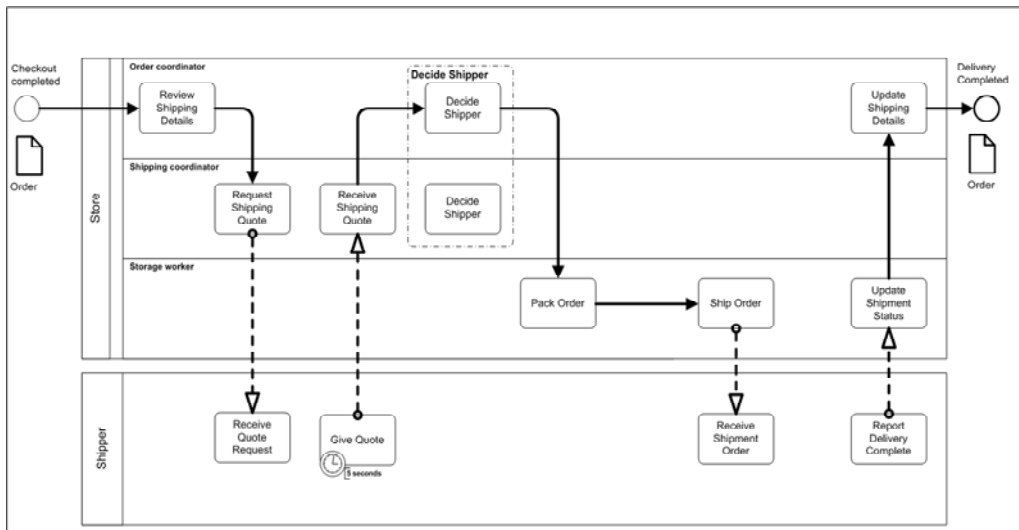 Checkout
completed
Order
Store
Order coordinator
Review
Shipping
Details
Decide Shipper
Decide
Shipper
Update
Shipping
Details
Delivery
Completed
Order
Shipping coordinator
Request
Shipping
Quote
Receive
Shipping
Quote
Decide
Shipper
Storage worker
Pack Order
Ship Order
Update
Shipment
Status
Shipper
Receive
Quote
Request
Give Quote
5 seconds
Receive
Shipment
Order
Report
Delivery
Complete